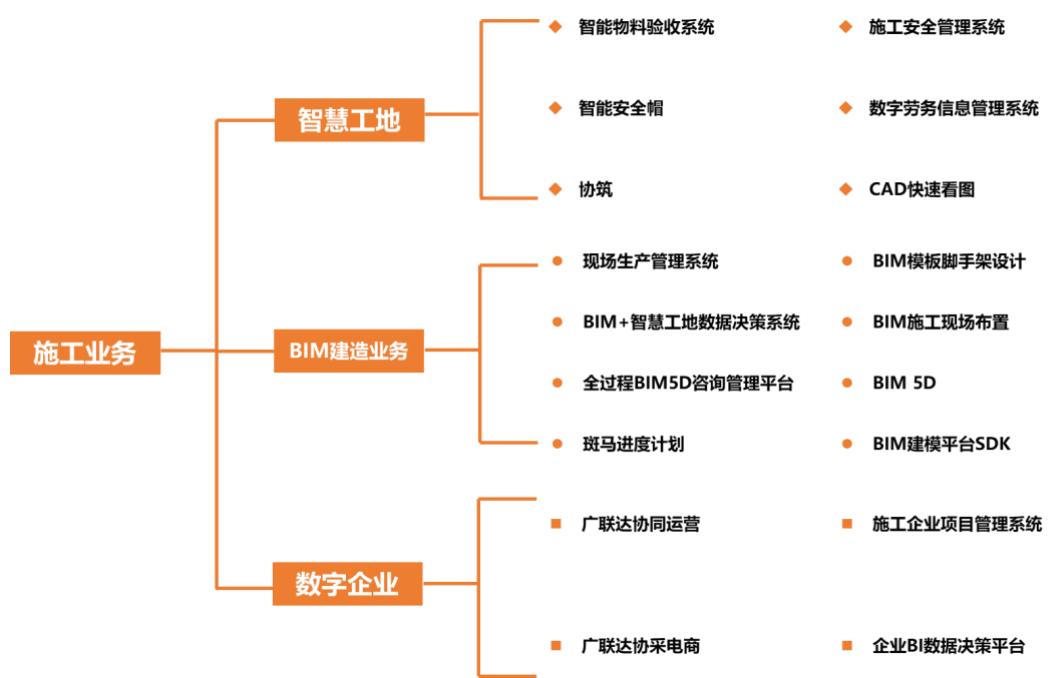 施工业务
智慧工地
智能物料验收系统
施工安全管理系统
智能安全帽
数字劳务信息管理系统
协筑
CAD快速看图
BIM建造业务
现场生产管理系统
BIM模板脚手架设计
BIM+智慧工地数据决策系统
BIM施工现场布置
全过程BIM5D咨询管理平台
BIM 5D
斑马进度计划
BIM建模平台SDK
数字企业
广联达协同运营
施工企业项目管理系统
广联达协采电商
企业BI数据决策平台